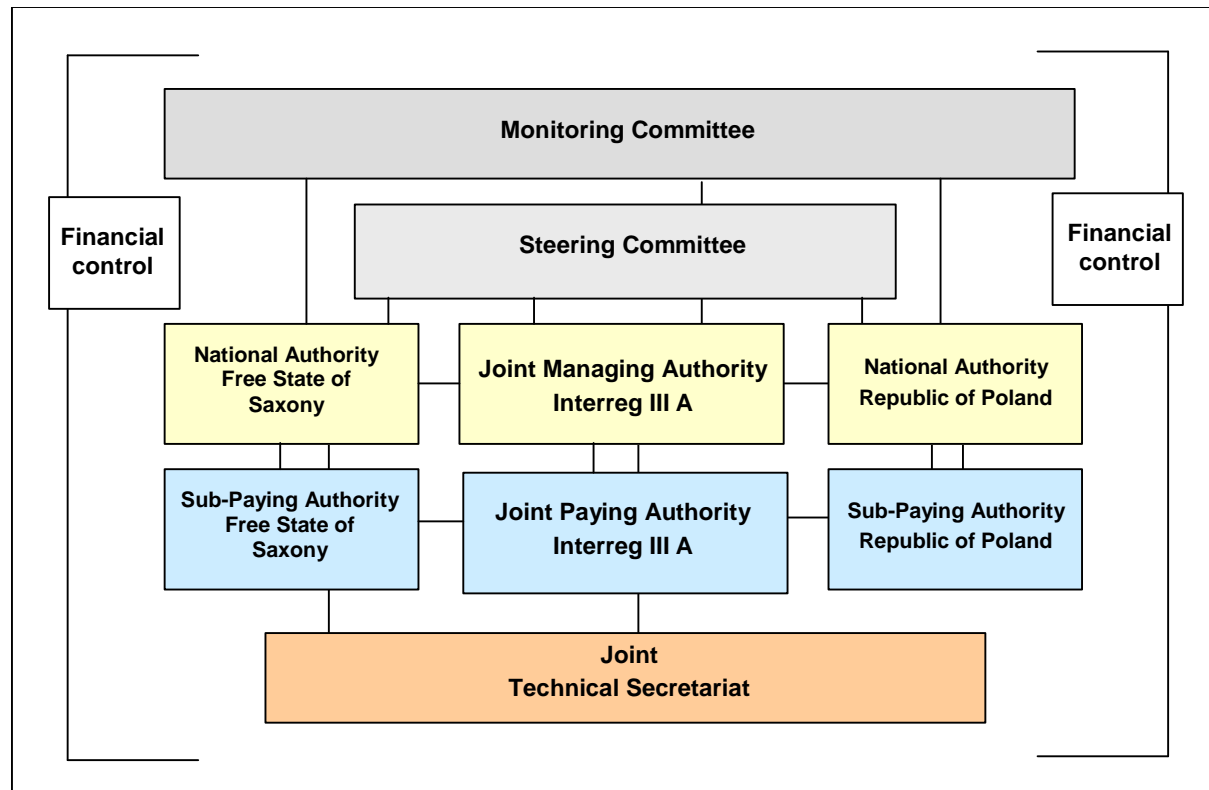 Monitoring Committee
Financial
control
Steering Committee
Financial
control
National Authority
Free State of
Saxony
Joint Managing Authority
Interreg III A
National Authority
Republic of Poland
Sub-Paying Authority
Free State of
Saxony
Joint Paying Authority
Interreg III A
Sub-Paying Authority
Republic of Poland
Joint
Technical Secretariat